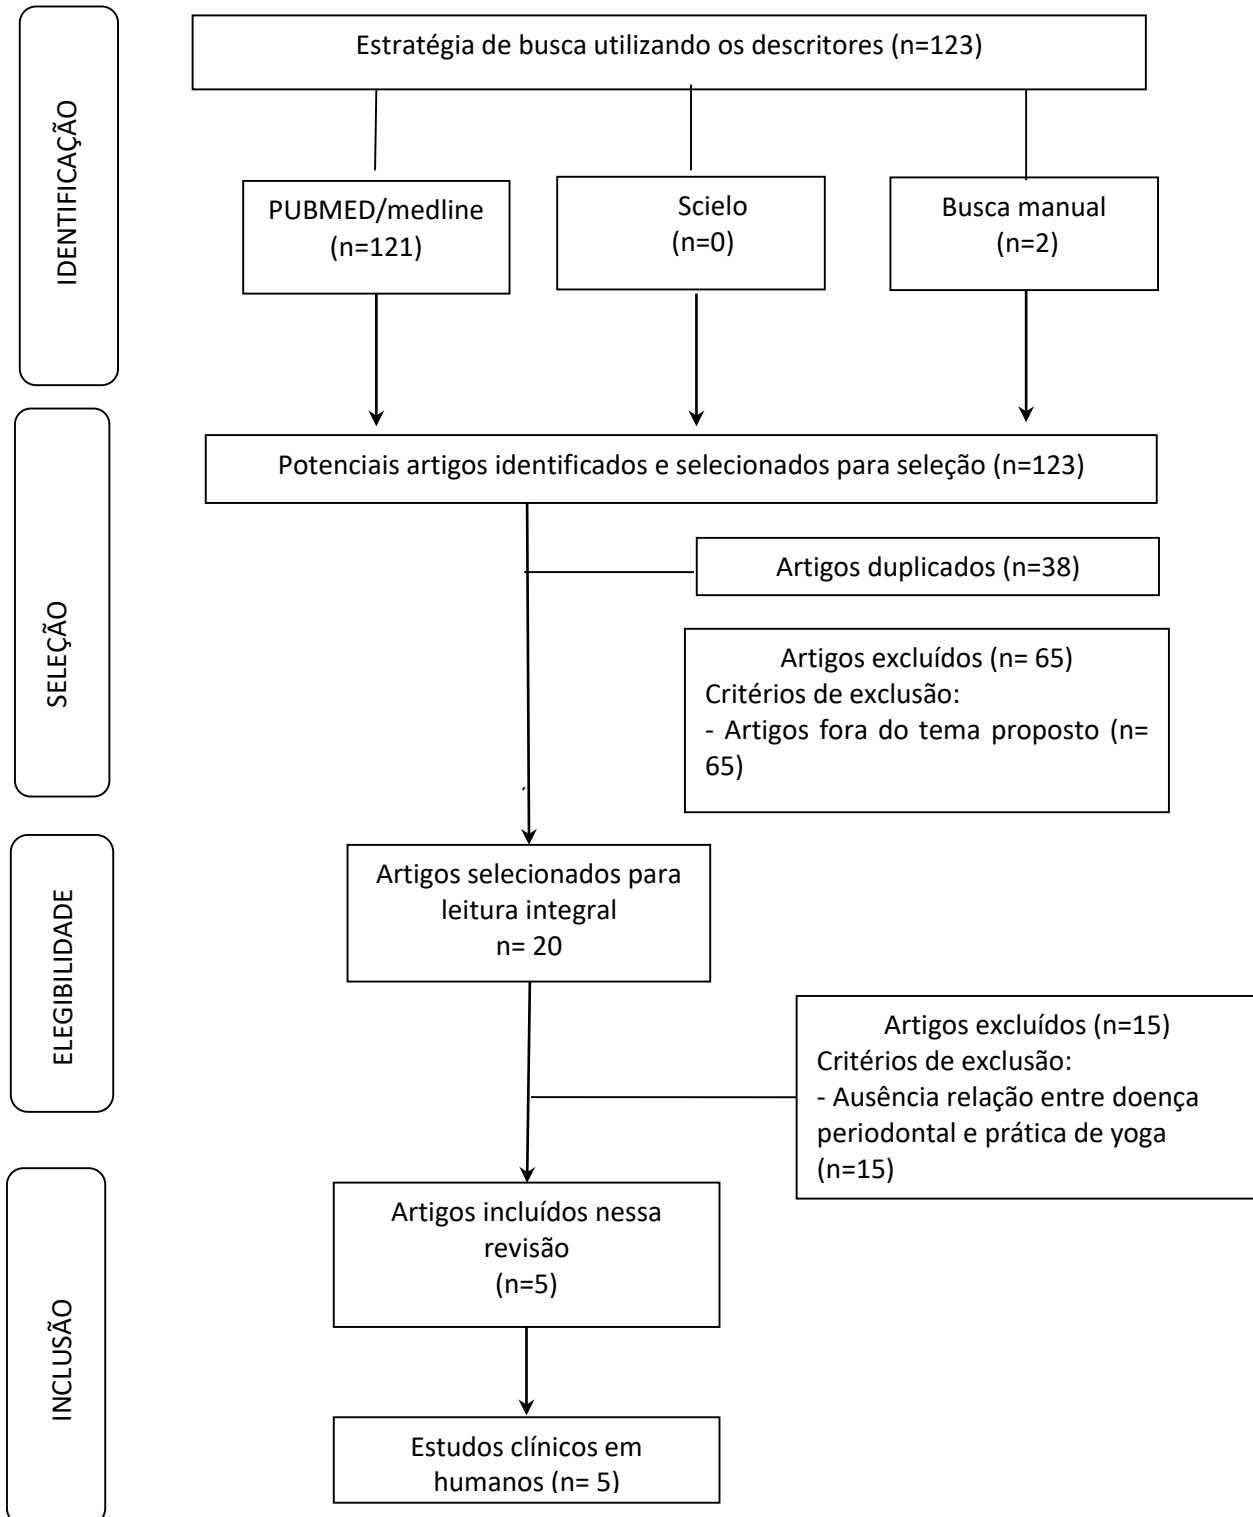 IDENTIFICAÇÃO
Estratégia de busca utilizando os descritores (n=123)
PUBMED/medline
(n=121)
Scielo
(n=0)
Busca manual
(n=2)
SELEÇÃO
Potenciais artigos identificados e selecionados para seleção (n=123)
Artigos duplicados (n=38)
Artigos excluídos (n= 65)
Critérios de exclusão:
- Artigos fora do tema proposto (n=
65)
ELEGIBILIDADE
Artigos selecionados para
leitura integral
n= 20
Artigos excluídos (n=15)
Critérios de exclusão:
- Ausência relação entre doença
periodontal e prática de yoga
(n=15)
INCLUSÃO
Artigos incluídos nessa
revisão
(n=5)
Estudos clínicos em
humanos (n= 5)